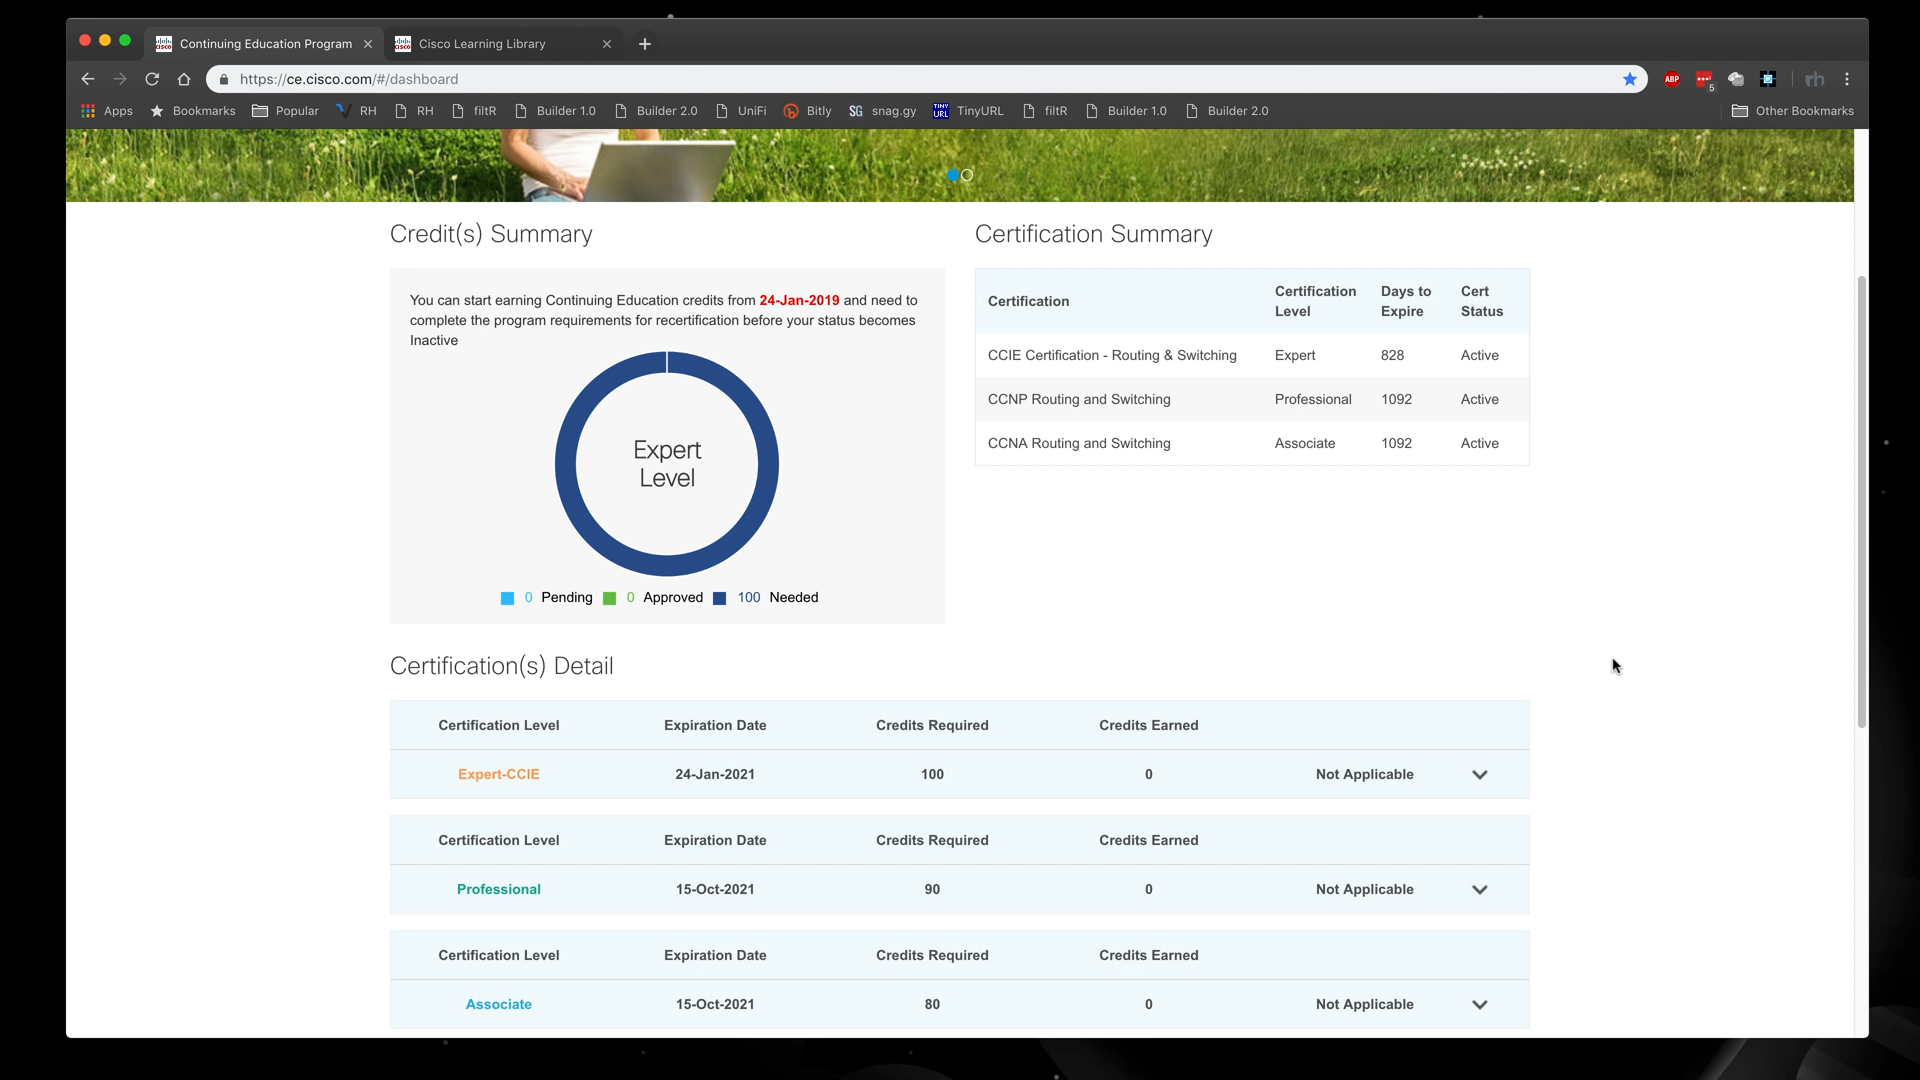 Continuing Education Program
Cisco Learning Library
https://ce.cisco.com/#/dashboard
ABP
5
rh
Apps
Bookmarks
Popular
RH
RH
filtR
Builder 1.0
Builder 2.0
UniFi
Bitly
SG snag.gy
TINY URL TinyURL
filtR
Builder 1.0
Builder 2.0
Other Bookmarks
Credit(s) Summary
You can start earning Continuing Education credits from 24-Jan-2019 and need to
complete the program requirements for recertification before your status becomes
Inactive
Expert
Level
0 Pending 0 Approved 100 Needed
Certification Summary
Certification Certification Level Days to Expire Cert Status
CCIE Certification - Routing & Switching Expert 828 Active
CCNP Routing and Switching Professional 1092 Active
CCNA Routing and Switching Associate 1092 Active
Certification(s) Detail
Certification Level Expiration Date Credits Required Credits Earned
Expert-CCIE 24-Jan-2021 100 0 Not Applicable
Certification Level Expiration Date Credits Required Credits Earned
Professional 15-Oct-2021 90 0 Not Applicable
Certification Level Expiration Date Credits Required Credits Earned
Associate 15-Oct-2021 80 0 Not Applicable